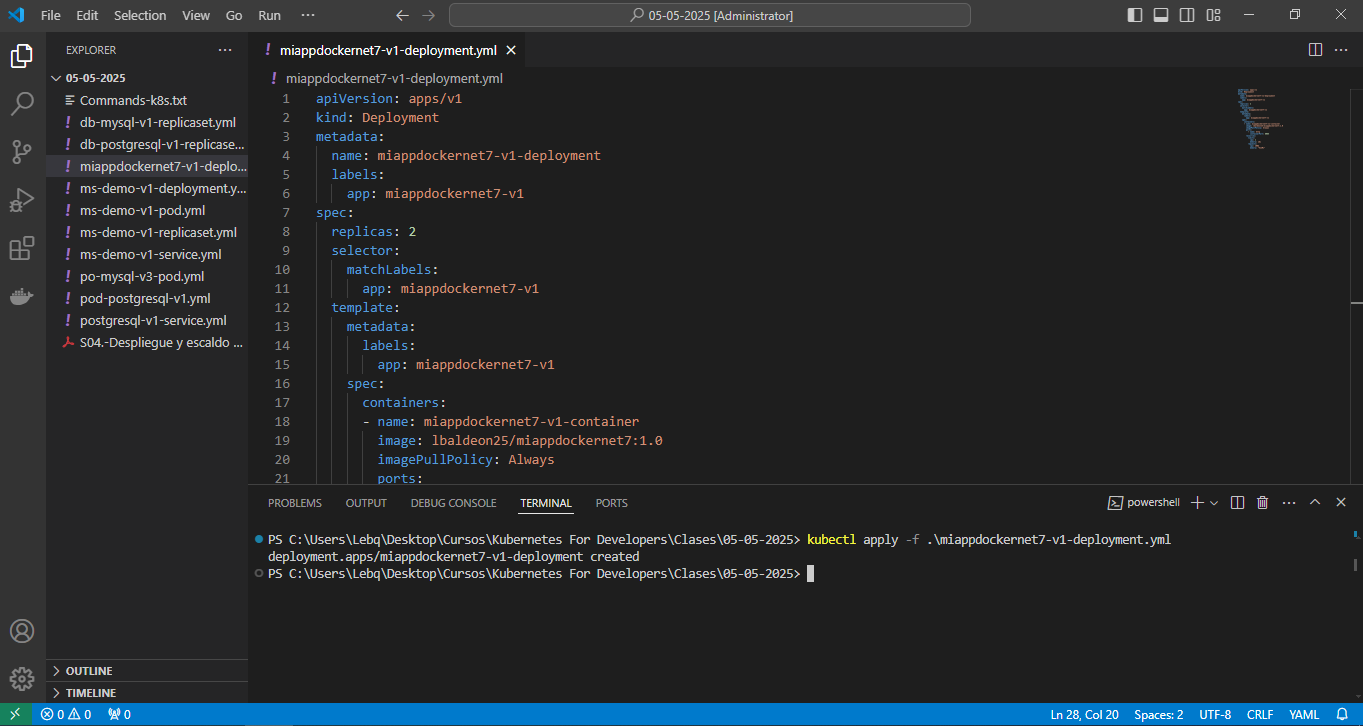 File Edit Selection View Go Run ··· 05-05-2025 [Administrator]
EXPLORER ···
05-05-2025
Commands-k8s.txt
db-mysql-v1-replicaset.yml
db-postgresql-v1-replicase...
miappdockernet7-v1-deplo...
ms-demo-v1-deployment.y...
ms-demo-v1-pod.yml
ms-demo-v1-replicaset.yml
ms-demo-v1-service.yml
po-mysql-v3-pod.yml
pod-postgresql-v1.yml
postgresql-v1-service.yml
S04.-Despliegue y escaldo ...
OUTLINE
TIMELINE
! miappdockernet7-v1-deployment.yml
! miappdockernet7-v1-deployment.yml
1 apiVersion: apps/v1
2 kind: Deployment
3 metadata:
4   name: miappdockernet7-v1-deployment
5   labels:
6     app: miappdockernet7-v1
7 spec:
8   replicas: 2
9   selector:
10     matchLabels:
11       app: miappdockernet7-v1
12   template:
13     metadata:
14       labels:
15         app: miappdockernet7-v1
16     spec:
17       containers:
18       - name: miappdockernet7-v1-container
19         image: lbaldeon25/miappdockernet7:1.0
20         imagePullPolicy: Always
21         ports:
PROBLEMS OUTPUT DEBUG CONSOLE TERMINAL PORTS powershell
PS C:\Users\Lebq\Desktop\Cursos\Kubernetes For Developers\Clases\05-05-2025> kubectl apply -f .\miappdockernet7-v1-deployment.yml
deployment.apps/miappdockernet7-v1-deployment created
PS C:\Users\Lebq\Desktop\Cursos\Kubernetes For Developers\Clases\05-05-2025>
0 0 0 Ln 28, Col 20 Spaces: 2 UTF-8 CRLF YAML